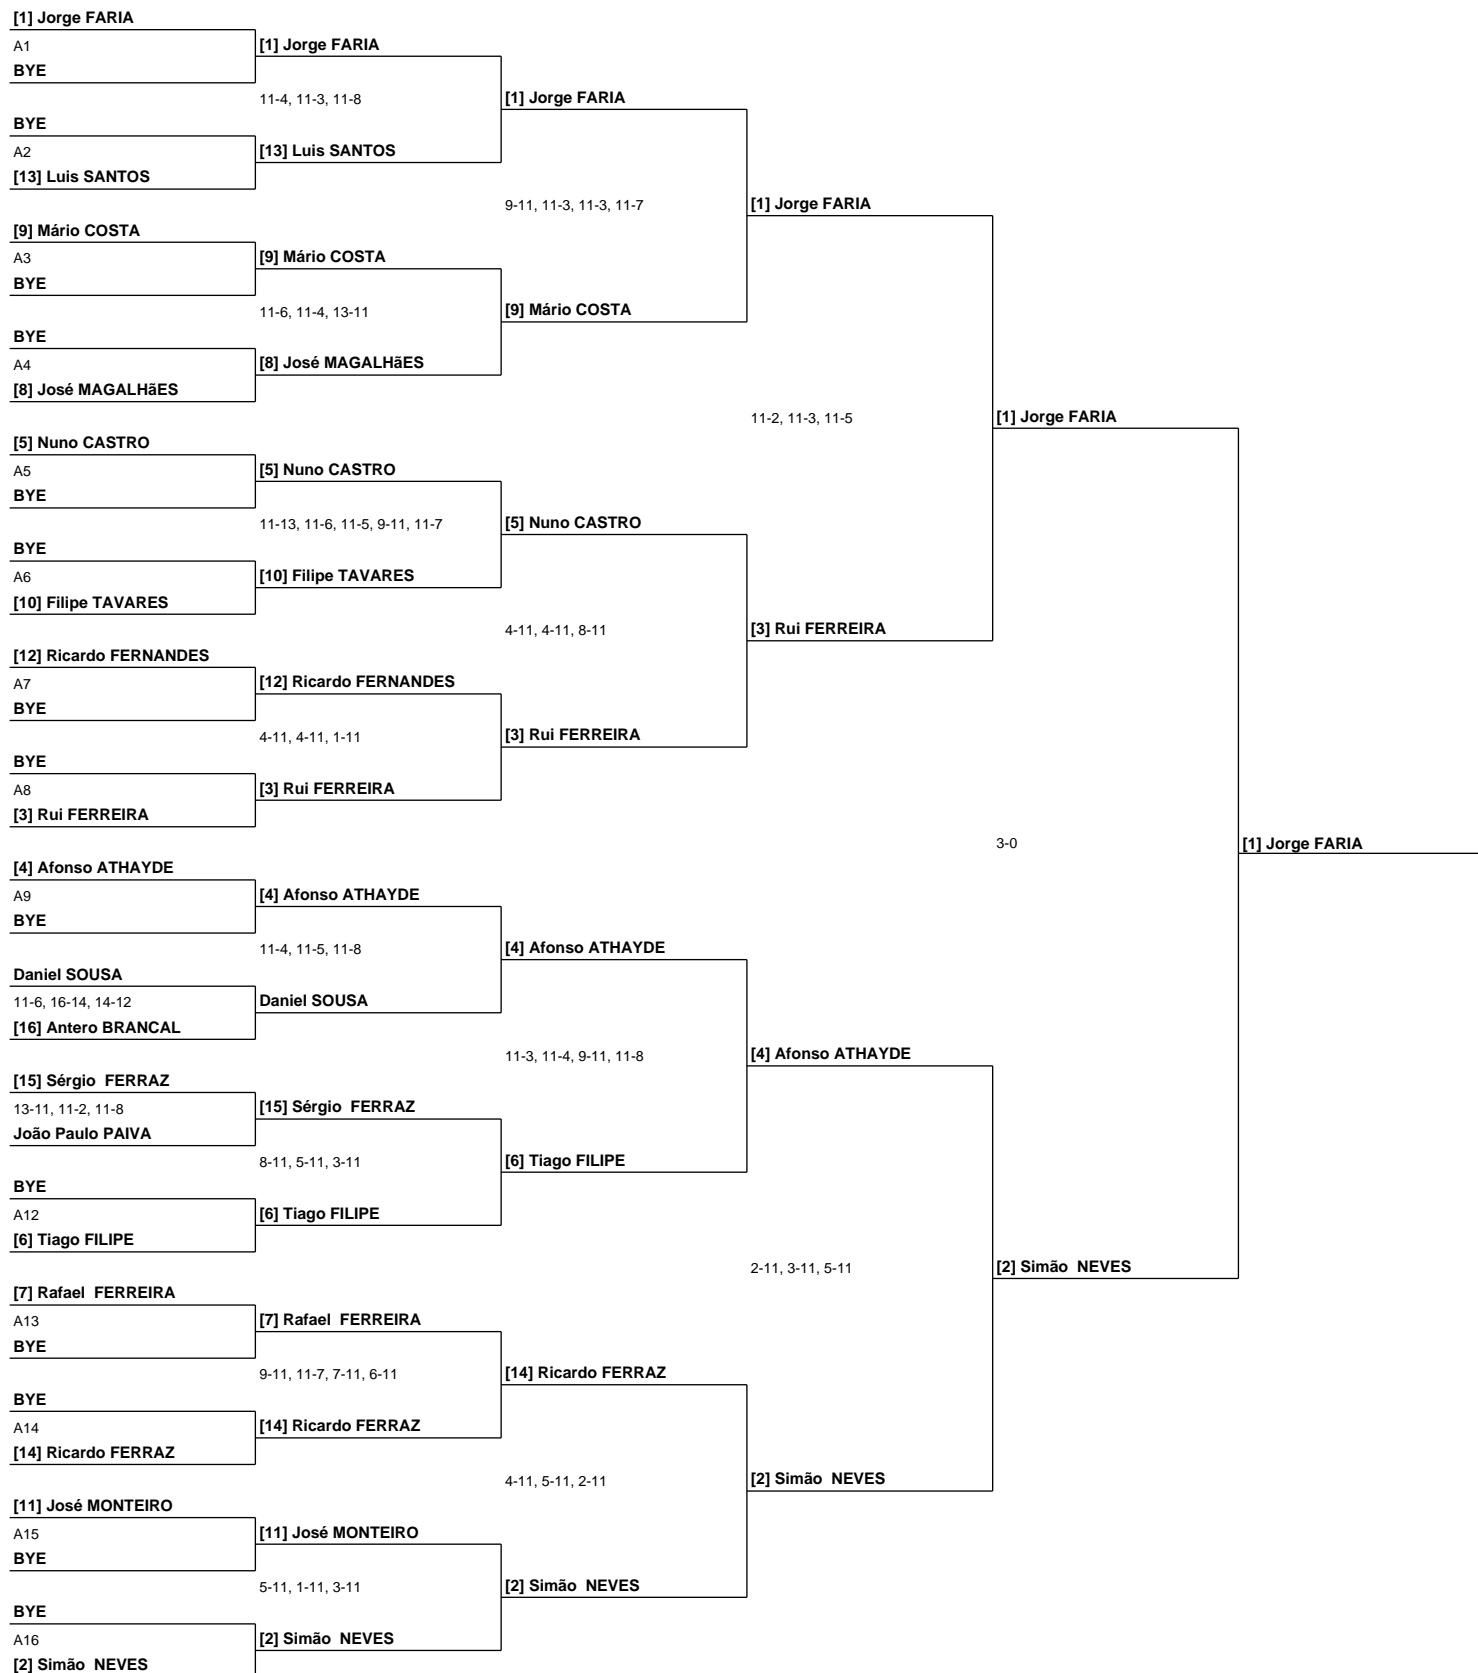 [1] Jorge FARIA
A1
[1] Jorge FARIA
BYE
11-4, 11-3, 11-8
[1] Jorge FARIA
BYE
A2
[13] Luis SANTOS
[13] Luis SANTOS
9-11, 11-3, 11-3, 11-7
[1] Jorge FARIA
[9] Mário COSTA
A3
[9] Mário COSTA
BYE
11-6, 11-4, 13-11
[9] Mário COSTA
BYE
A4
[8] José MAGALHãES
[8] José MAGALHãES
11-2, 11-3, 11-5
[1] Jorge FARIA
[5] Nuno CASTRO
A5
[5] Nuno CASTRO
BYE
11-13, 11-6, 11-5, 9-11, 11-7
[5] Nuno CASTRO
BYE
A6
[10] Filipe TAVARES
[10] Filipe TAVARES
4-11, 4-11, 8-11
[3] Rui FERREIRA
[12] Ricardo FERNANDES
A7
[12] Ricardo FERNANDES
BYE
4-11, 4-11, 1-11
[3] Rui FERREIRA
BYE
A8
[3] Rui FERREIRA
[3] Rui FERREIRA
3-0
[1] Jorge FARIA
[4] Afonso ATHAYDE
A9
[4] Afonso ATHAYDE
BYE
11-4, 11-5, 11-8
[4] Afonso ATHAYDE
Daniel SOUSA
11-6, 16-14, 14-12
Daniel SOUSA
[16] Antero BRANCAL
11-3, 11-4, 9-11, 11-8
[4] Afonso ATHAYDE
[15] Sérgio  FERRAZ
13-11, 11-2, 11-8
[15] Sérgio  FERRAZ
João Paulo PAIVA
8-11, 5-11, 3-11
[6] Tiago FILIPE
BYE
A12
[6] Tiago FILIPE
[6] Tiago FILIPE
2-11, 3-11, 5-11
[2] Simão  NEVES
[7] Rafael  FERREIRA
A13
[7] Rafael  FERREIRA
BYE
9-11, 11-7, 7-11, 6-11
[14] Ricardo FERRAZ
BYE
A14
[14] Ricardo FERRAZ
[14] Ricardo FERRAZ
4-11, 5-11, 2-11
[2] Simão  NEVES
[11] José MONTEIRO
A15
[11] José MONTEIRO
BYE
5-11, 1-11, 3-11
[2] Simão  NEVES
BYE
A16
[2] Simão  NEVES
[2] Simão  NEVES